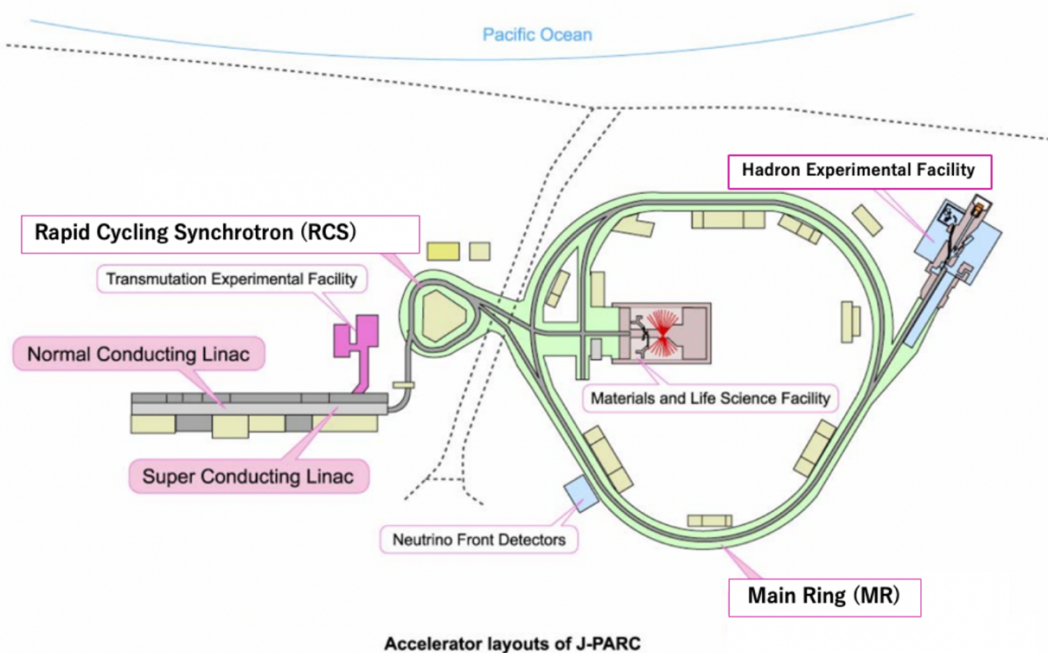 Pacific Ocean
Hadron Experimental Facility
Rapid Cycling Synchrotron (RCS)
Transmutation Experimental Facility
Normal Conducting Linac
Materials and Life Science Facility
Super Conducting Linac
Neutrino Front Detectors
Main Ring (MR)
Accelerator layouts of J-PARC